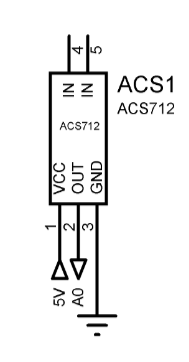 4 5
IN IN
ACS1
ACS712
ACS712
VCC OUT GND
1 2 3
5V A0